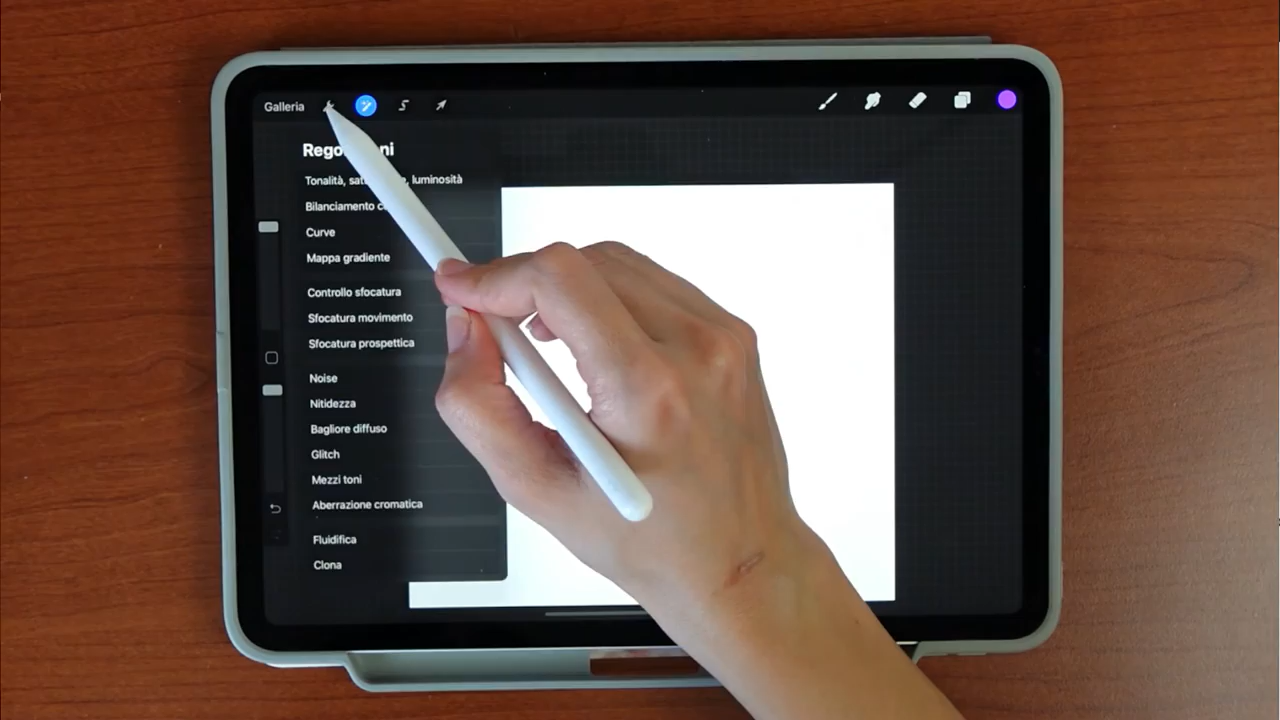 Galleria
Tonalità, luminosità
Bilanciamento
Curve
Mappa gradiente
Controllo sfocatura
Sfocatura movimento
Sfocatura prospettica
Noise
Nitidezza
Bagliore diffuso
Glitch
Mezzi toni
Aberrazione cromatica
Fluidifica
Clona